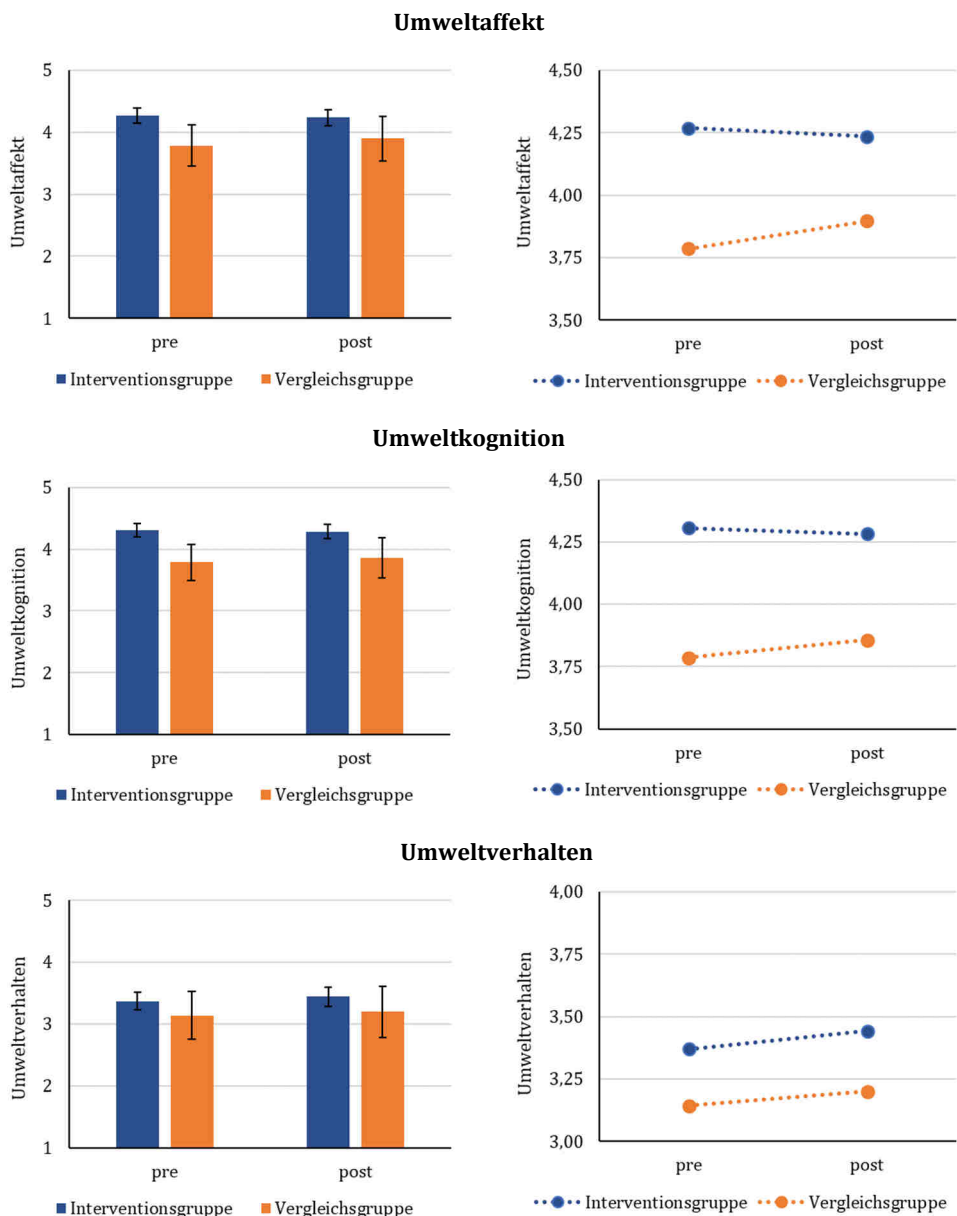 Umweltaffekt
5
4
3
2
1
Umweltaffekt
pre
post
Interventionsgruppe
Vergleichsgruppe
4,50
4,25
4,00
3,75
3,50
Umweltaffekt
pre
post
Interventionsgruppe
Vergleichsgruppe
Umweltkognition
5
4
3
2
1
Umweltkognition
pre
post
Interventionsgruppe
Vergleichsgruppe
4,50
4,25
4,00
3,75
3,50
Umweltkognition
pre
post
Interventionsgruppe
Vergleichsgruppe
Umweltverhalten
5
4
3
2
1
Umweltverhalten
pre
post
Interventionsgruppe
Vergleichsgruppe
4,00
3,75
3,50
3,25
3,00
Umweltverhalten
pre
post
Interventionsgruppe
Vergleichsgruppe